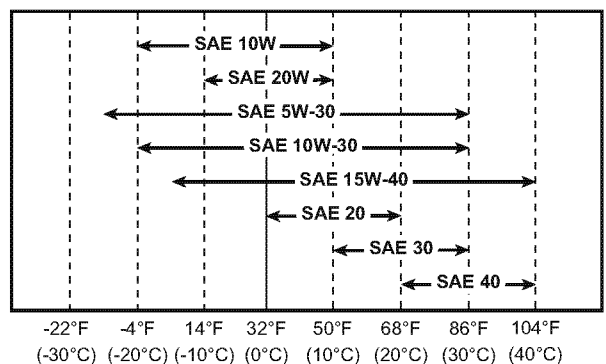 SAE 10W
SAE 20W
SAE 5W-30
SAE 10W-30
SAE 15W-40
SAE 20
SAE 30
SAE 40
-22°F -4°F 14°F 32°F 50°F 68°F 86°F 104°F
(-30°C) (-20°C) (-10°C) (0°C) (10°C) (20°C) (30°C) (40°C)